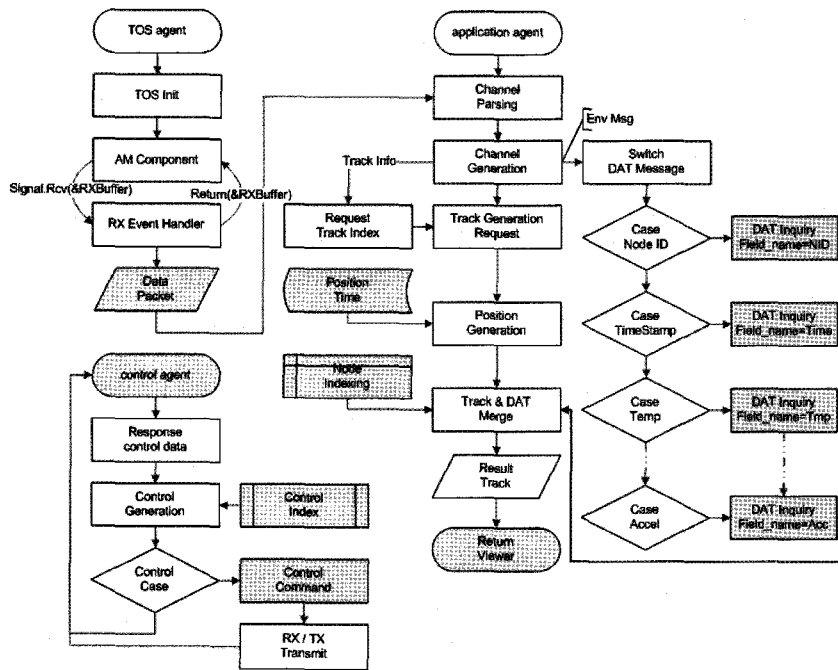 TOS agent
TOS Init
AM Component
Signal.Rcv(&RXBuffer)
Return(&RXBuffer)
RX Event Handler
Data
Packet
control agent
Response
control data
Control
Generation
Control
Index
Control
Case
Control
Command
RX / TX
Transmit
application agent
Channel
Parsing
Env Msg
Track Info
Channel
Generation
Switch
DAT Message
Request
Track Index
Track Generation
Request
Position
Time
Position
Generation
Node
Indexing
Track & DAT
Merge
Result
Track
Return
Viewer
Case
Node ID
DAT Inquiry
Field_name=NID
Case
TimeStamp
DAT Inquiry
Field_name=Time
Case
Temp
DAT Inquiry
Field_name=Tmp
Case
Accel
DAT Inquiry
Field_name=Acc